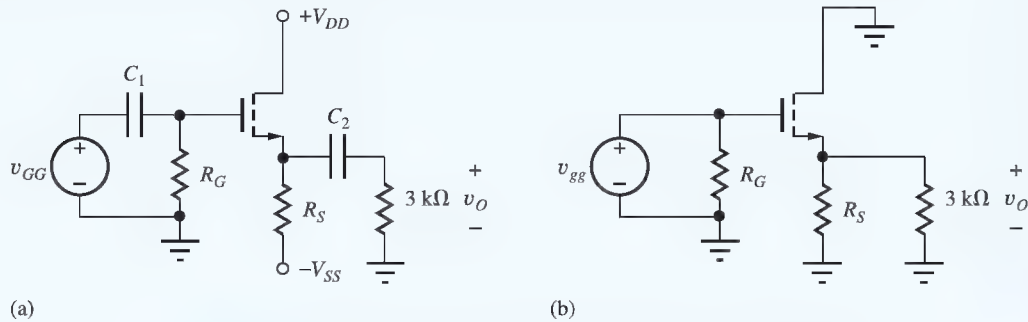 +V_DD
C_1
C_2
v_GG
+
−
R_G
R_S
3 kΩ
+
v_O
−
−V_SS
(a)
v_gg
+
−
R_G
R_S
3 kΩ
+
v_O
−
(b)